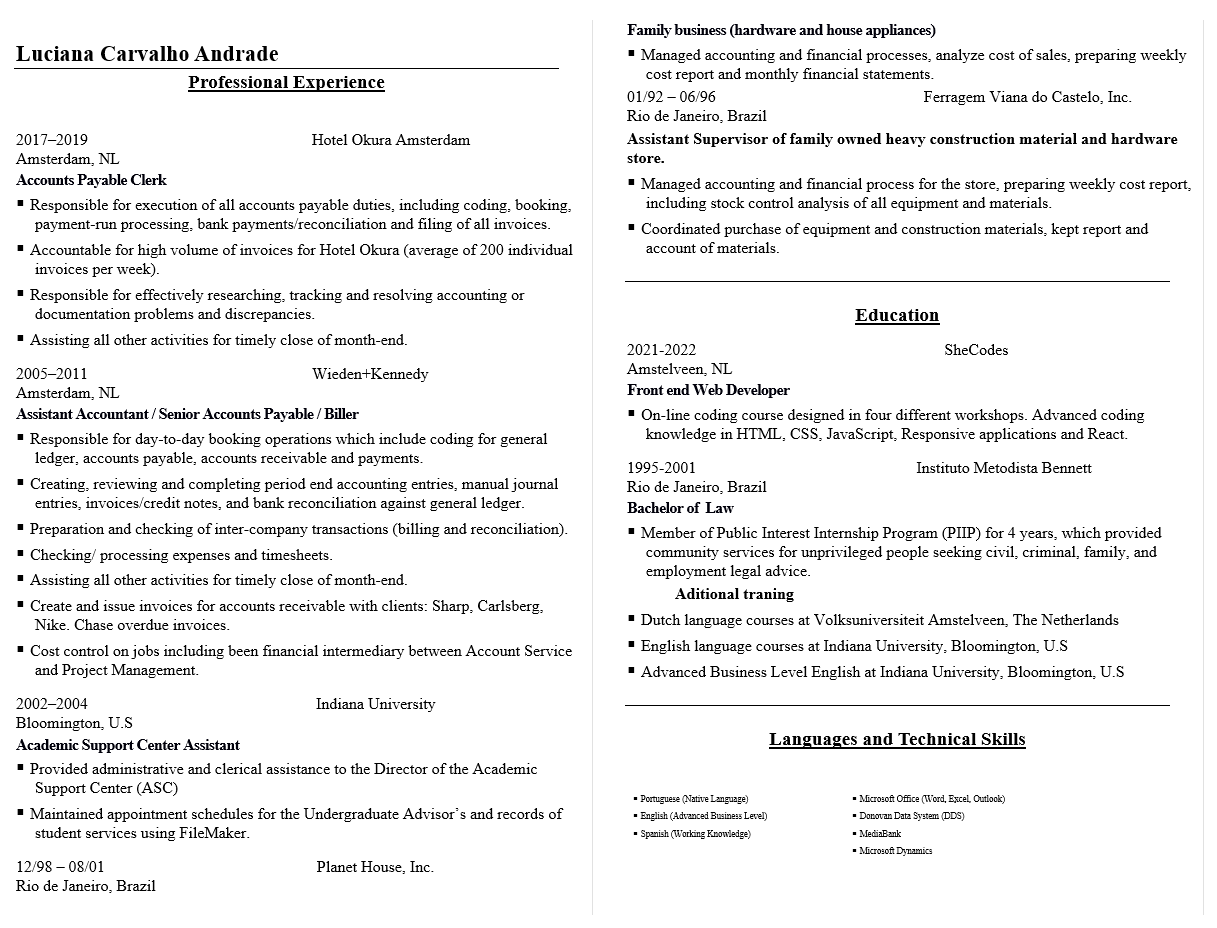 Luciana Carvalho Andrade
Professional Experience
2017–2019 Hotel Okura Amsterdam
Amsterdam, NL
Accounts Payable Clerk
▪ Responsible for execution of all accounts payable duties, including coding, booking,
payment-run processing, bank payments/reconciliation and filing of all invoices.
▪ Accountable for high volume of invoices for Hotel Okura (average of 200 individual
invoices per week).
▪ Responsible for effectively researching, tracking and resolving accounting or
documentation problems and discrepancies.
▪ Assisting all other activities for timely close of month-end.
2005–2011 Wieden+Kennedy
Amsterdam, NL
Assistant Accountant / Senior Accounts Payable / Biller
▪ Responsible for day-to-day booking operations which include coding for general
ledger, accounts payable, accounts receivable and payments.
▪ Creating, reviewing and completing period end accounting entries, manual journal
entries, invoices/credit notes, and bank reconciliation against general ledger.
▪ Preparation and checking of inter-company transactions (billing and reconciliation).
▪ Checking/ processing expenses and timesheets.
▪ Assisting all other activities for timely close of month-end.
▪ Create and issue invoices for accounts receivable with clients: Sharp, Carlsberg,
Nike. Chase overdue invoices.
▪ Cost control on jobs including been financial intermediary between Account Service
and Project Management.
2002–2004 Indiana University
Bloomington, U.S
Academic Support Center Assistant
▪ Provided administrative and clerical assistance to the Director of the Academic
Support Center (ASC)
▪ Maintained appointment schedules for the Undergraduate Advisor's and records of
student services using FileMaker.
12/98 – 08/01 Planet House, Inc.
Rio de Janeiro, Brazil
Family business (hardware and house appliances)
▪ Managed accounting and financial processes, analyze cost of sales, preparing weekly
cost report and monthly financial statements.
01/92 – 06/96 Ferragem Viana do Castelo, Inc.
Rio de Janeiro, Brazil
Assistant Supervisor of family owned heavy construction material and hardware
store.
▪ Managed accounting and financial process for the store, preparing weekly cost report,
including stock control analysis of all equipment and materials.
▪ Coordinated purchase of equipment and construction materials, kept report and
account of materials.
Education
2021-2022 SheCodes
Amstelveen, NL
Front end Web Developer
▪ On-line coding course designed in four different workshops. Advanced coding
knowledge in HTML, CSS, JavaScript, Responsive applications and React.
1995-2001 Instituto Metodista Bennett
Rio de Janeiro, Brazil
Bachelor of Law
▪ Member of Public Interest Internship Program (PIIP) for 4 years, which provided
community services for unprivileged people seeking civil, criminal, family, and
employment legal advice.
Aditional traning
▪ Dutch language courses at Volksuniversiteit Amstelveen, The Netherlands
▪ English language courses at Indiana University, Bloomington, U.S
▪ Advanced Business Level English at Indiana University, Bloomington, U.S
Languages and Technical Skills
▪ Portuguese (Native Language)
▪ English (Advanced Business Level)
▪ Spanish (Working Knowledge)
▪ Microsoft Office (Word, Excel, Outlook)
▪ Donovan Data System (DDS)
▪ MediaBank
▪ Microsoft Dynamics